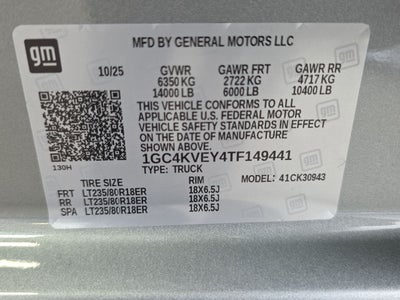 gm
MFD BY GENERAL MOTORS LLC
10/25 GVWR GAWR FRT GAWR RR
6350 KG 2722 KG 4717 KG
14000 LB 6000 LB 10400 LB
THIS VEHICLE CONFORMS TO ALL
APPLICABLE U.S. FEDERAL MOTOR
VEHICLE SAFETY STANDARDS IN EFFECT
ON THE DATE OF MANUFACTURE
SHOWN ABOVE.
1GC4KVEY4TF149441
130H TYPE: TRUCK
TIRE SIZE RIM MODEL: 41CK30943
FRT LT235/80R18ER 18X6.5J
RR LT235/80R18ER 18X6.5J
SPA LT235/80R18ER 18X6.5J